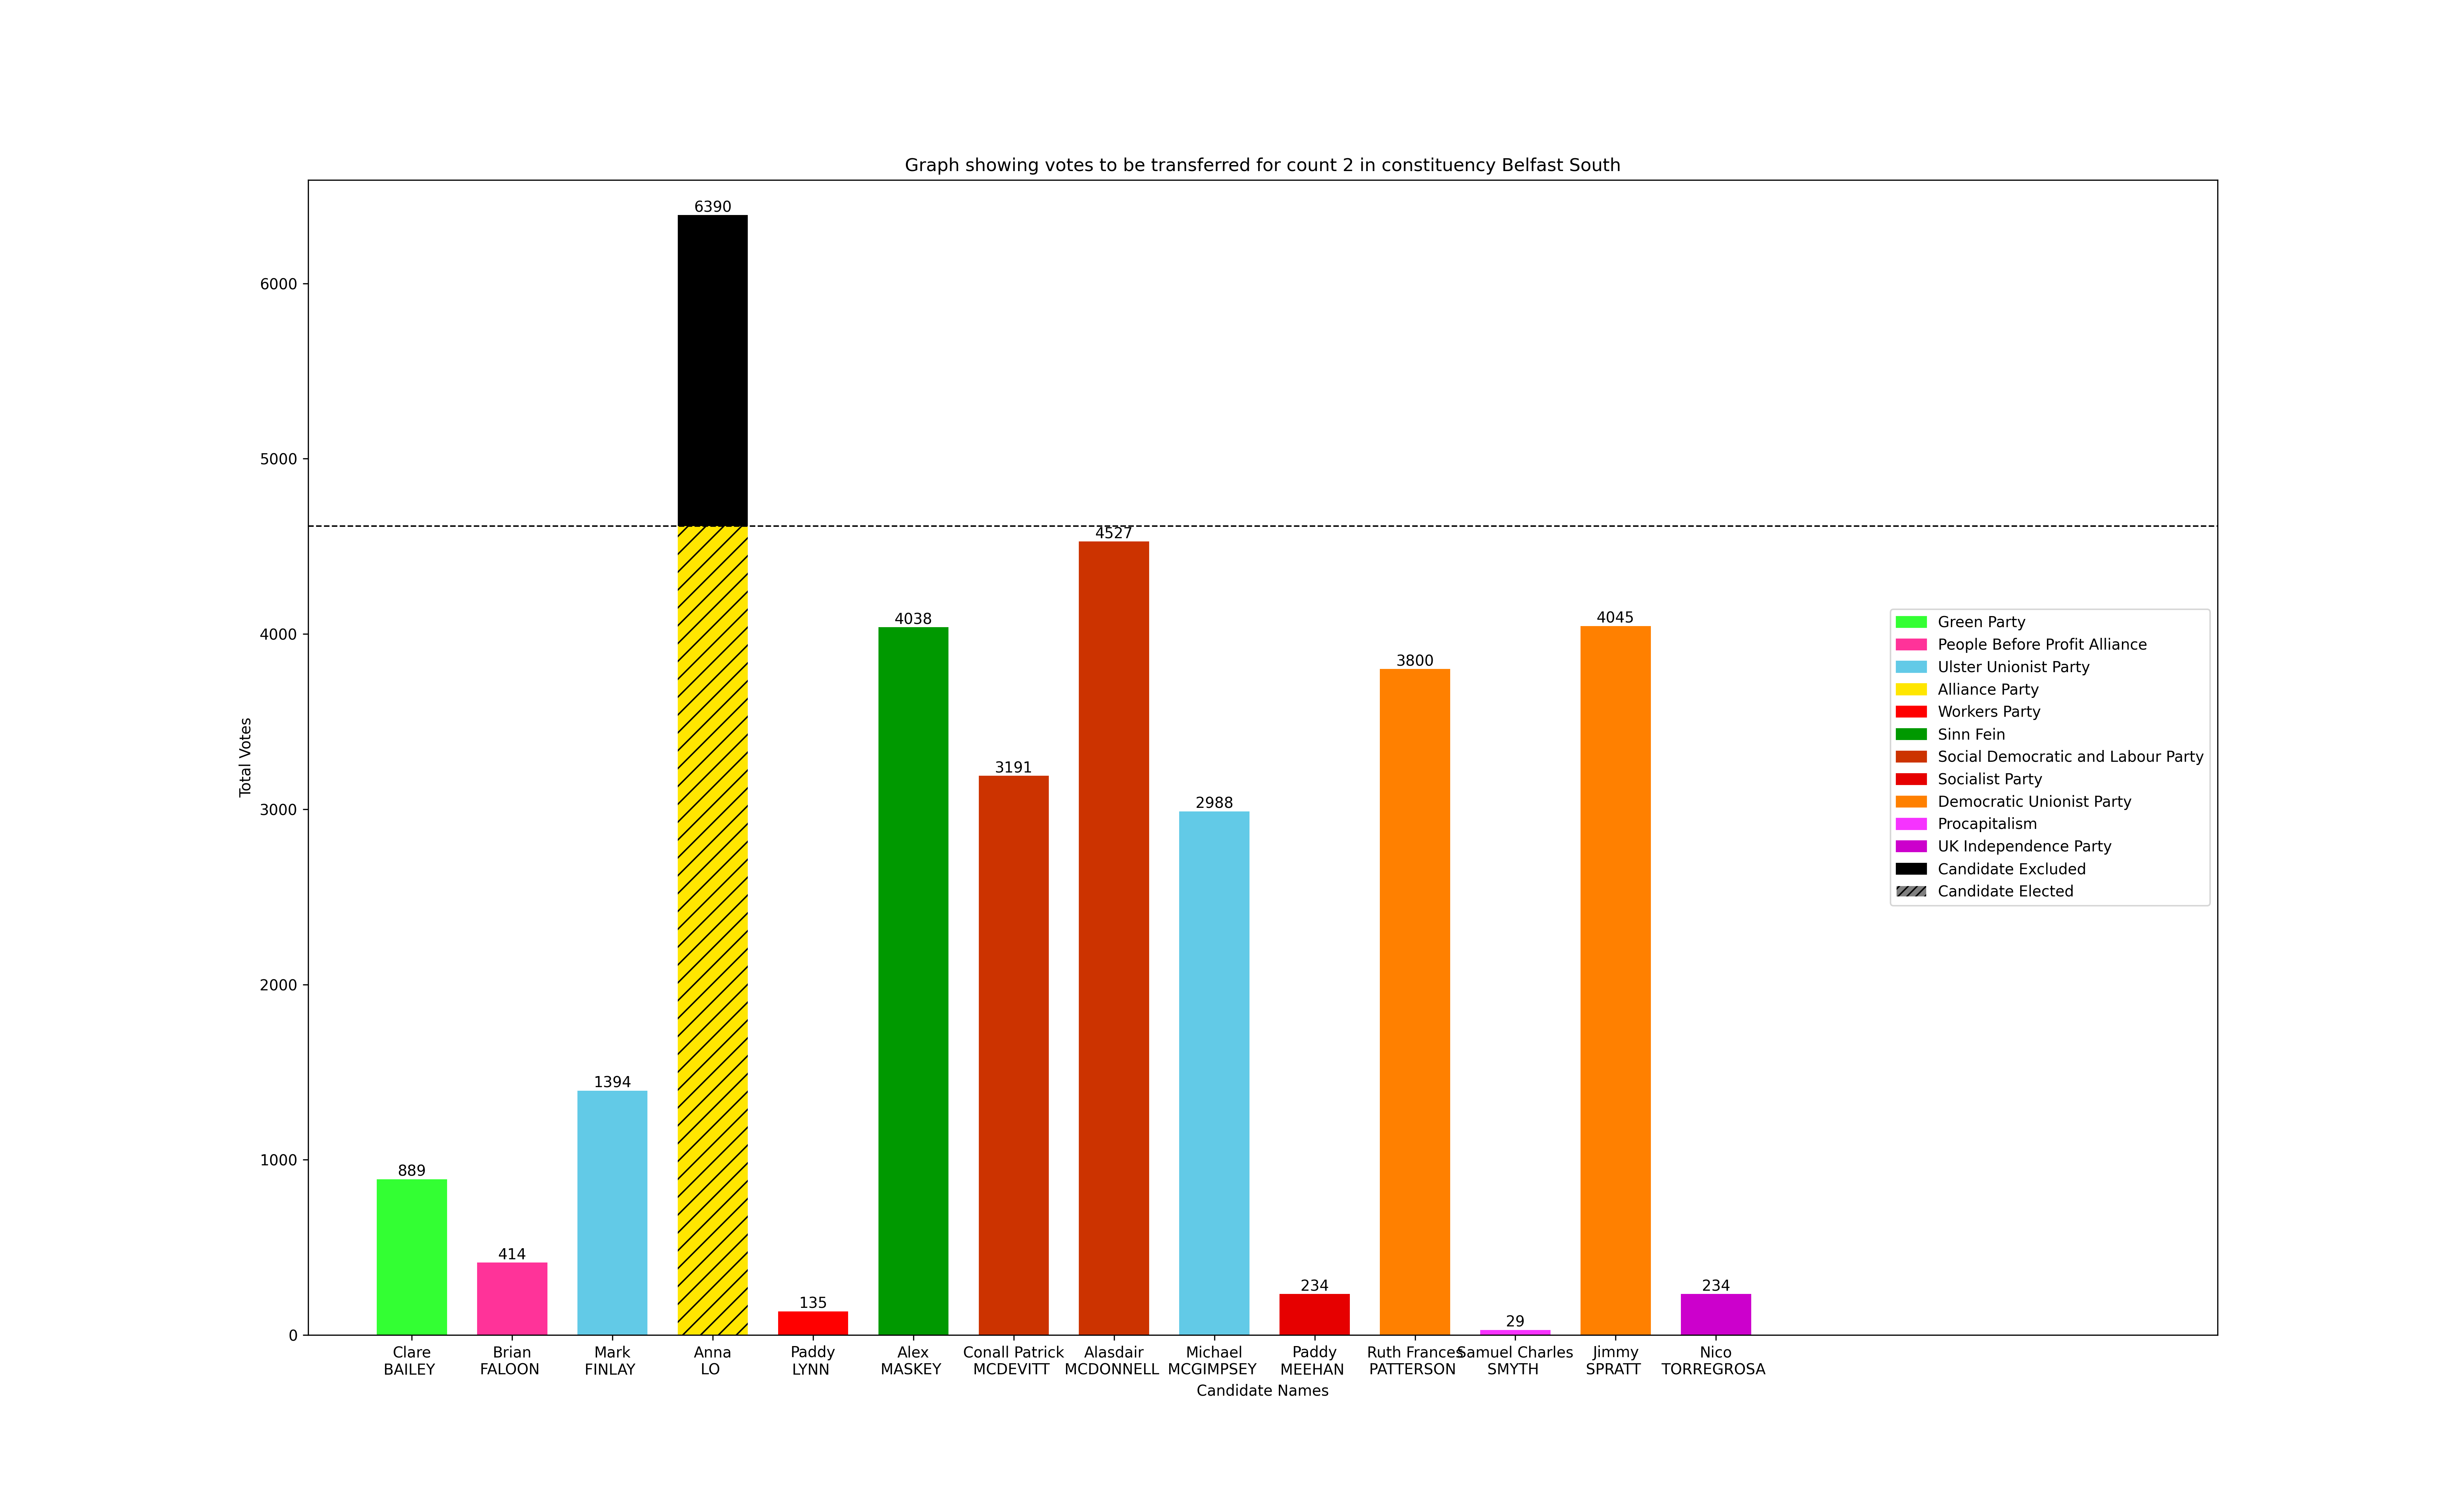 Graph showing votes to be transferred for count 2 in constituency Belfast South
6390
6000
5000
4527
4038
4045
4000
3800
3191
3000
2988
2000
1394
1000
889
414
135
234
29
234
0
Total Votes
Green Party
People Before Profit Alliance
Ulster Unionist Party
Alliance Party
Workers Party
Sinn Fein
Social Democratic and Labour Party
Socialist Party
Democratic Unionist Party
Procapitalism
UK Independence Party
Candidate Excluded
Candidate Elected
Clare BAILEY
Brian FALOON
Mark FINLAY
Anna LO
Paddy LYNN
Alex MASKEY
Conall Patrick MCDEVITT
Alasdair MCDONNELL
Michael MCGIMPSEY
Paddy MEEHAN
Ruth Frances PATTERSON
Samuel Charles SMYTH
Jimmy SPRATT
Nico TORREGROSA
Candidate Names